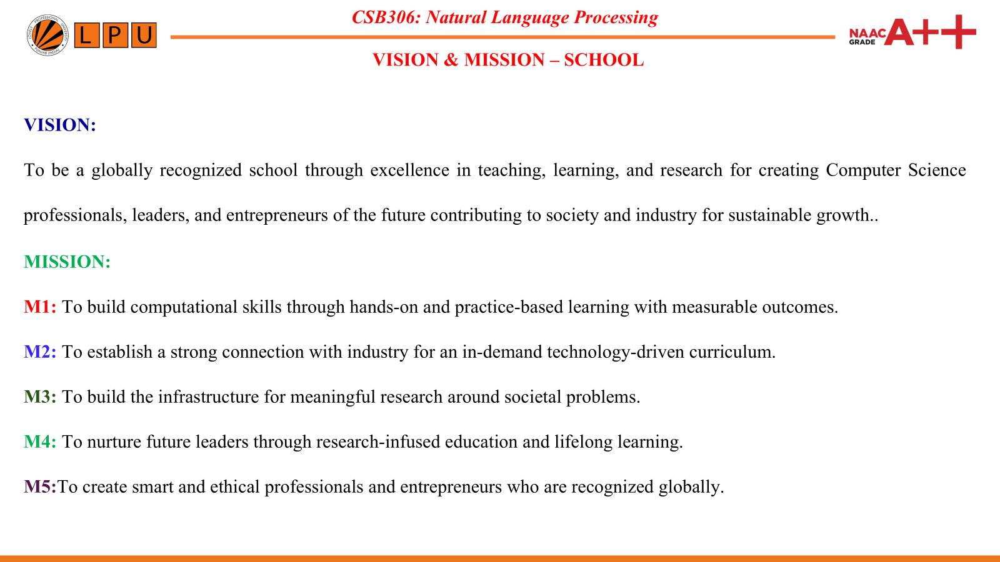 CSB306: Natural Language Processing
LOVELY PROFESSIONAL UNIVERSITY
PUNJAB (INDIA)
L P U
NAAC
GRADE
A++
VISION & MISSION – SCHOOL
VISION:
To be a globally recognized school through excellence in teaching, learning, and research for creating Computer Science
professionals, leaders, and entrepreneurs of the future contributing to society and industry for sustainable growth..
MISSION:
M1: To build computational skills through hands-on and practice-based learning with measurable outcomes.
M2: To establish a strong connection with industry for an in-demand technology-driven curriculum.
M3: To build the infrastructure for meaningful research around societal problems.
M4: To nurture future leaders through research-infused education and lifelong learning.
M5:To create smart and ethical professionals and entrepreneurs who are recognized globally.